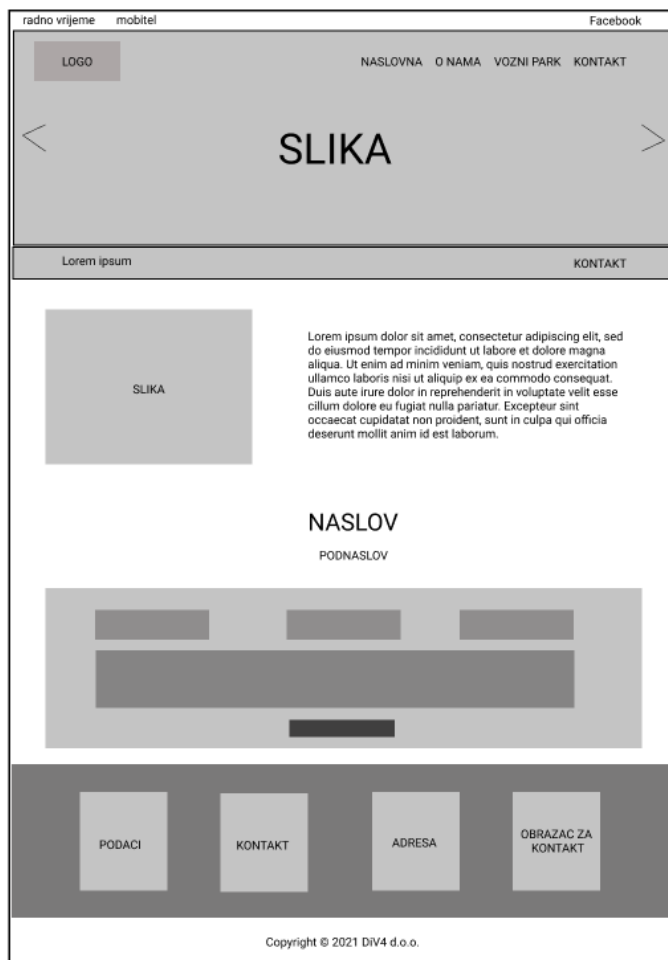 radno vrijeme mobitel Facebook
LOGO NASLOVNA O NAMA VOZNI PARK KONTAKT
SLIKA
Lorem ipsum KONTAKT
SLIKA
Lorem ipsum dolor sit amet, consectetur adipiscing elit, sed
do eiusmod tempor incididunt ut labore et dolore magna
aliqua. Ut enim ad minim veniam, quis nostrud exercitation
ullamco laboris nisi ut aliquip ex ea commodo consequat.
Duis aute irure dolor in reprehenderit in voluptate velit esse
cillum dolore eu fugiat nulla pariatur. Excepteur sint
occaecat cupidatat non proident, sunt in culpa qui officia
deserunt mollit anim id est laborum.
NASLOV
PODNASLOV
PODACI
KONTAKT
ADRESA
OBRAZAC ZA
KONTAKT
Copyright © 2021 DiV4 d.o.o.